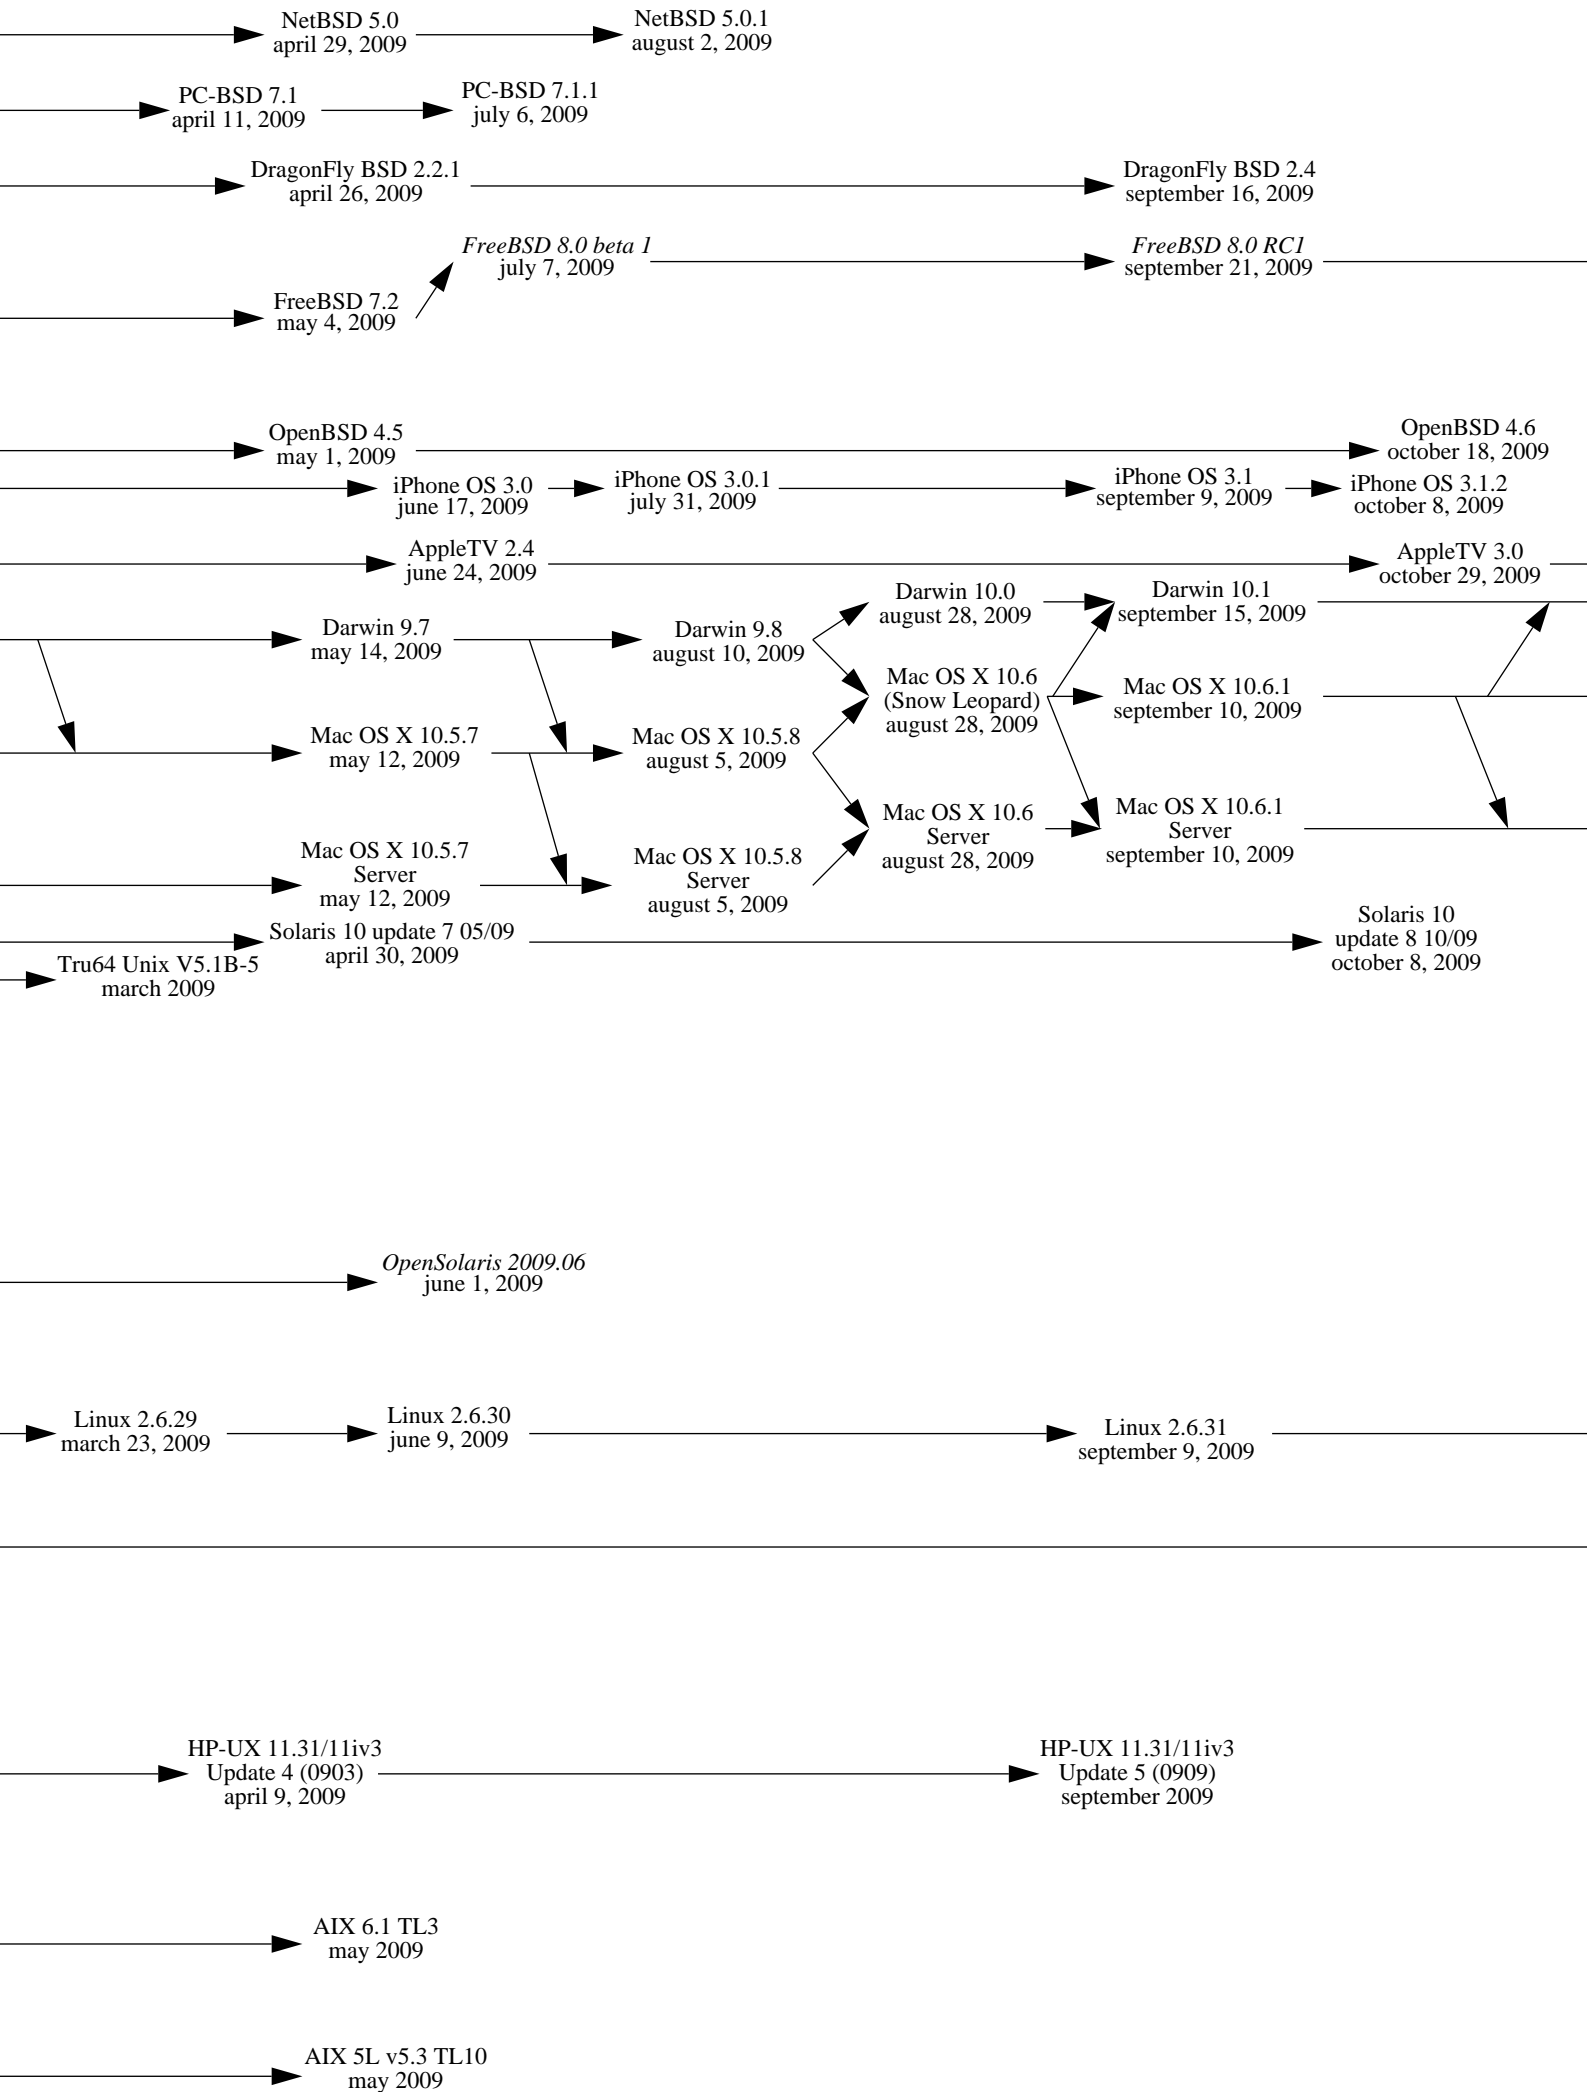 NetBSD 5.0
april 29, 2009
NetBSD 5.0.1
august 2, 2009
PC-BSD 7.1
april 11, 2009
PC-BSD 7.1.1
july 6, 2009
DragonFly BSD 2.2.1
april 26, 2009
DragonFly BSD 2.4
september 16, 2009
FreeBSD 8.0 beta 1
july 7, 2009
FreeBSD 8.0 RC1
september 21, 2009
FreeBSD 7.2
may 4, 2009
OpenBSD 4.5
may 1, 2009
OpenBSD 4.6
october 18, 2009
iPhone OS 3.0
june 17, 2009
iPhone OS 3.0.1
july 31, 2009
iPhone OS 3.1
september 9, 2009
iPhone OS 3.1.2
october 8, 2009
AppleTV 2.4
june 24, 2009
AppleTV 3.0
october 29, 2009
Darwin 9.7
may 14, 2009
Darwin 9.8
august 10, 2009
Darwin 10.0
august 28, 2009
Darwin 10.1
september 15, 2009
Mac OS X 10.6
(Snow Leopard)
august 28, 2009
Mac OS X 10.6.1
september 10, 2009
Mac OS X 10.5.7
may 12, 2009
Mac OS X 10.5.8
august 5, 2009
Mac OS X 10.6
Server
august 28, 2009
Mac OS X 10.6.1
Server
september 10, 2009
Mac OS X 10.5.7
Server
may 12, 2009
Mac OS X 10.5.8
Server
august 5, 2009
Solaris 10 update 7 05/09
april 30, 2009
Solaris 10
update 8 10/09
october 8, 2009
Tru64 Unix V5.1B-5
march 2009
OpenSolaris 2009.06
june 1, 2009
Linux 2.6.29
march 23, 2009
Linux 2.6.30
june 9, 2009
Linux 2.6.31
september 9, 2009
HP-UX 11.31/11iv3
Update 4 (0903)
april 9, 2009
HP-UX 11.31/11iv3
Update 5 (0909)
september 2009
AIX 6.1 TL3
may 2009
AIX 5L v5.3 TL10
may 2009